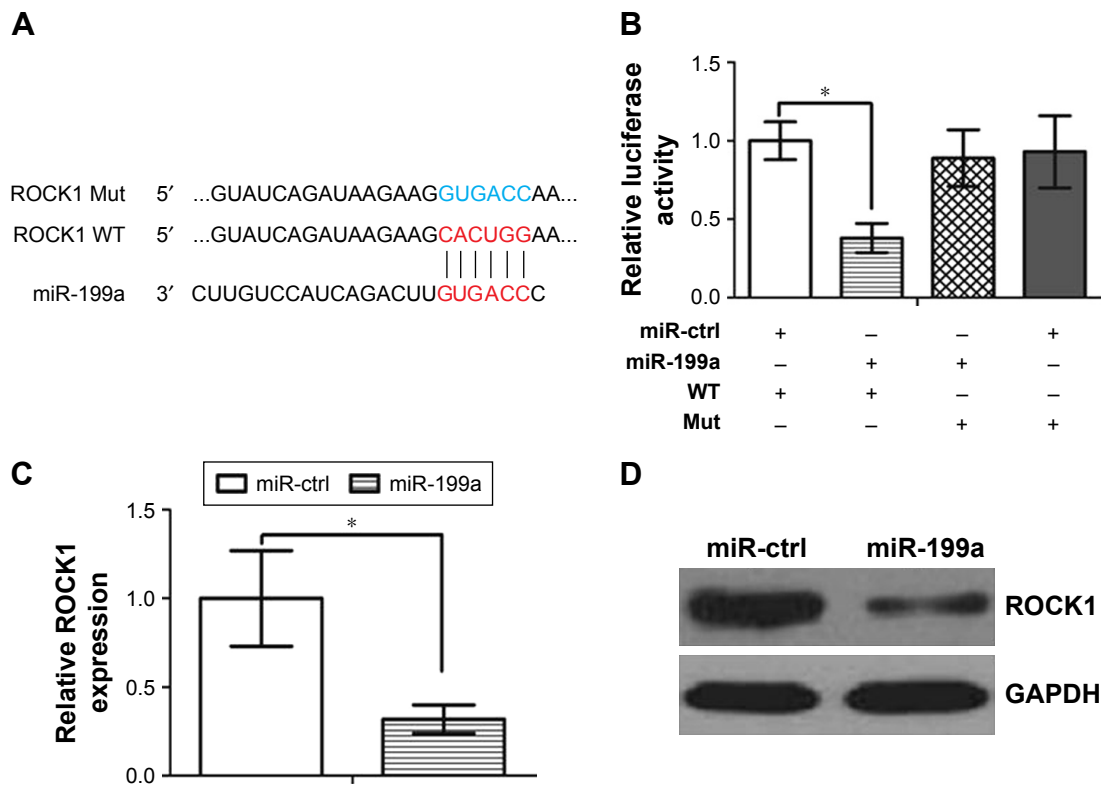 A
ROCK1 Mut 5′ ...GUAUCAGAUAAGAAGGUGACCAA...
ROCK1 WT 5′ ...GUAUCAGAUAAGAAGCACUGGAA...
miR-199a 3′ CUUGUCCAUCAGACUUGUGACCC
B
Relative luciferase
activity
1.5
1.0
0.5
0.0
*
miR-ctrl + – – +
miR-199a – + + –
WT + + – –
Mut – – + +
C
miR-ctrl miR-199a
Relative ROCK1
expression
1.5
1.0
0.5
0.0
*
D
miR-ctrl miR-199a
ROCK1
GAPDH